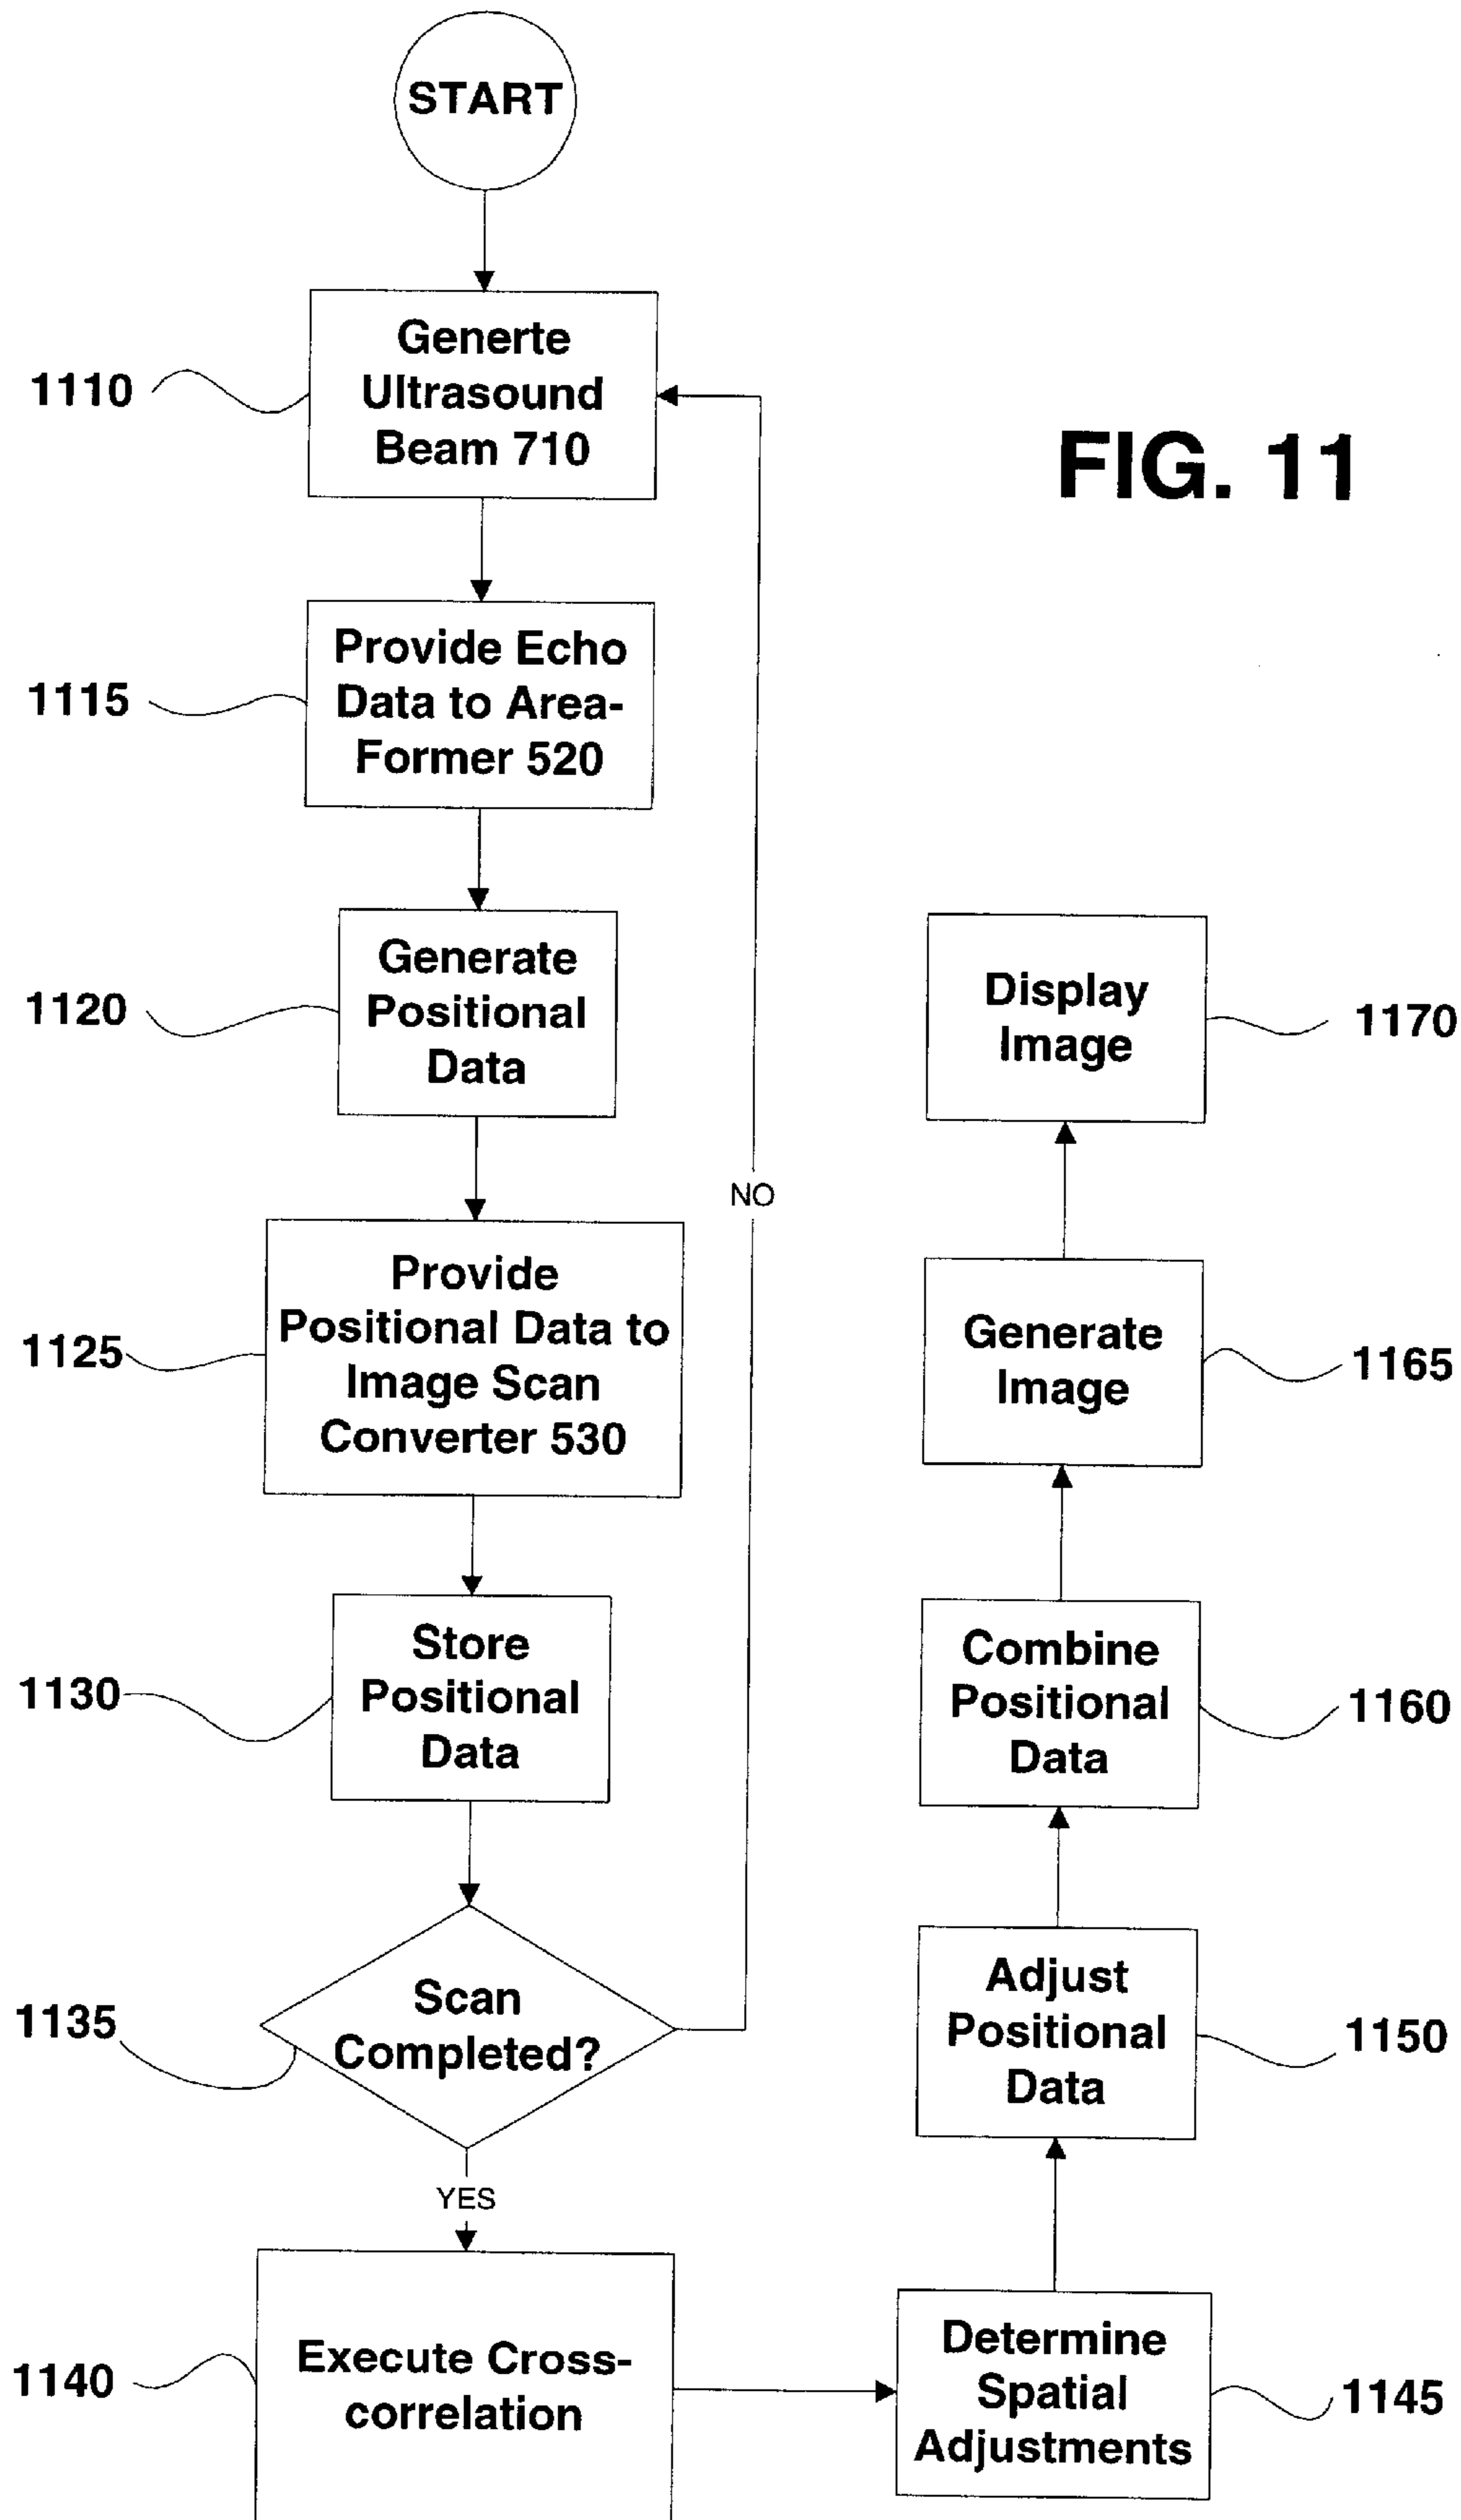 START
Generte
Ultrasound
Beam 710
1110
FIG. 11
Provide Echo
Data to Area-
Former 520
1115
Generate
Positional
Data
1120
Provide
Positional Data to
Image Scan
Converter 530
1125
Store
Positional
Data
1130
Scan
Completed?
1135
NO
YES
Execute Cross-
correlation
1140
Determine
Spatial
Adjustments
1145
Adjust
Positional
Data
1150
Combine
Positional
Data
1160
Generate
Image
1165
Display
Image
1170